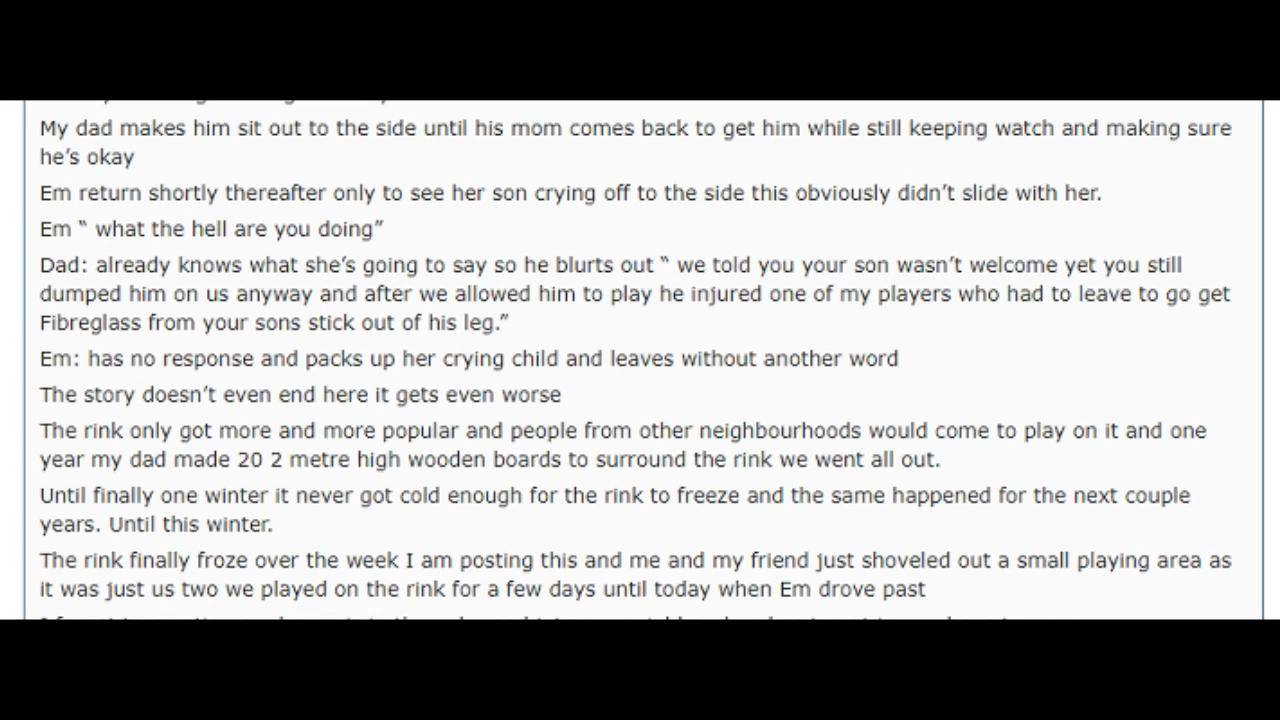 My dad makes him sit out to the side until his mom comes back to get him while still keeping watch and making sure
he’s okay
Em return shortly thereafter only to see her son crying off to the side this obviously didn’t slide with her.
Em “ what the hell are you doing”
Dad: already knows what she’s going to say so he blurts out “ we told you your son wasn’t welcome yet you still
dumped him on us anyway and after we allowed him to play he injured one of my players who had to leave to go get
Fibreglass from your sons stick out of his leg.”
Em: has no response and packs up her crying child and leaves without another word
The story doesn’t even end here it gets even worse
The rink only got more and more popular and people from other neighbourhoods would come to play on it and one
year my dad made 20 2 metre high wooden boards to surround the rink we went all out.
Until finally one winter it never got cold enough for the rink to freeze and the same happened for the next couple
years. Until this winter.
The rink finally froze over the week I am posting this and me and my friend just shoveled out a small playing area as
it was just us two we played on the rink for a few days until today when Em drove past